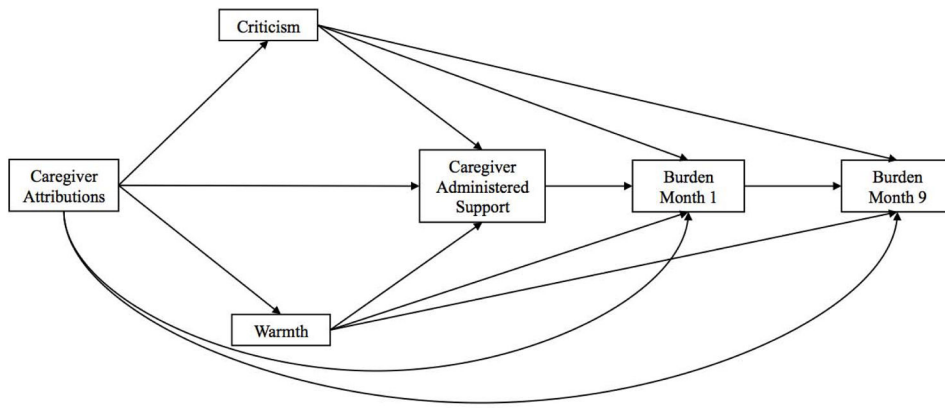 Criticism
Caregiver
Attributions
Caregiver
Administered
Support
Burden
Month 1
Burden
Month 9
Warmth